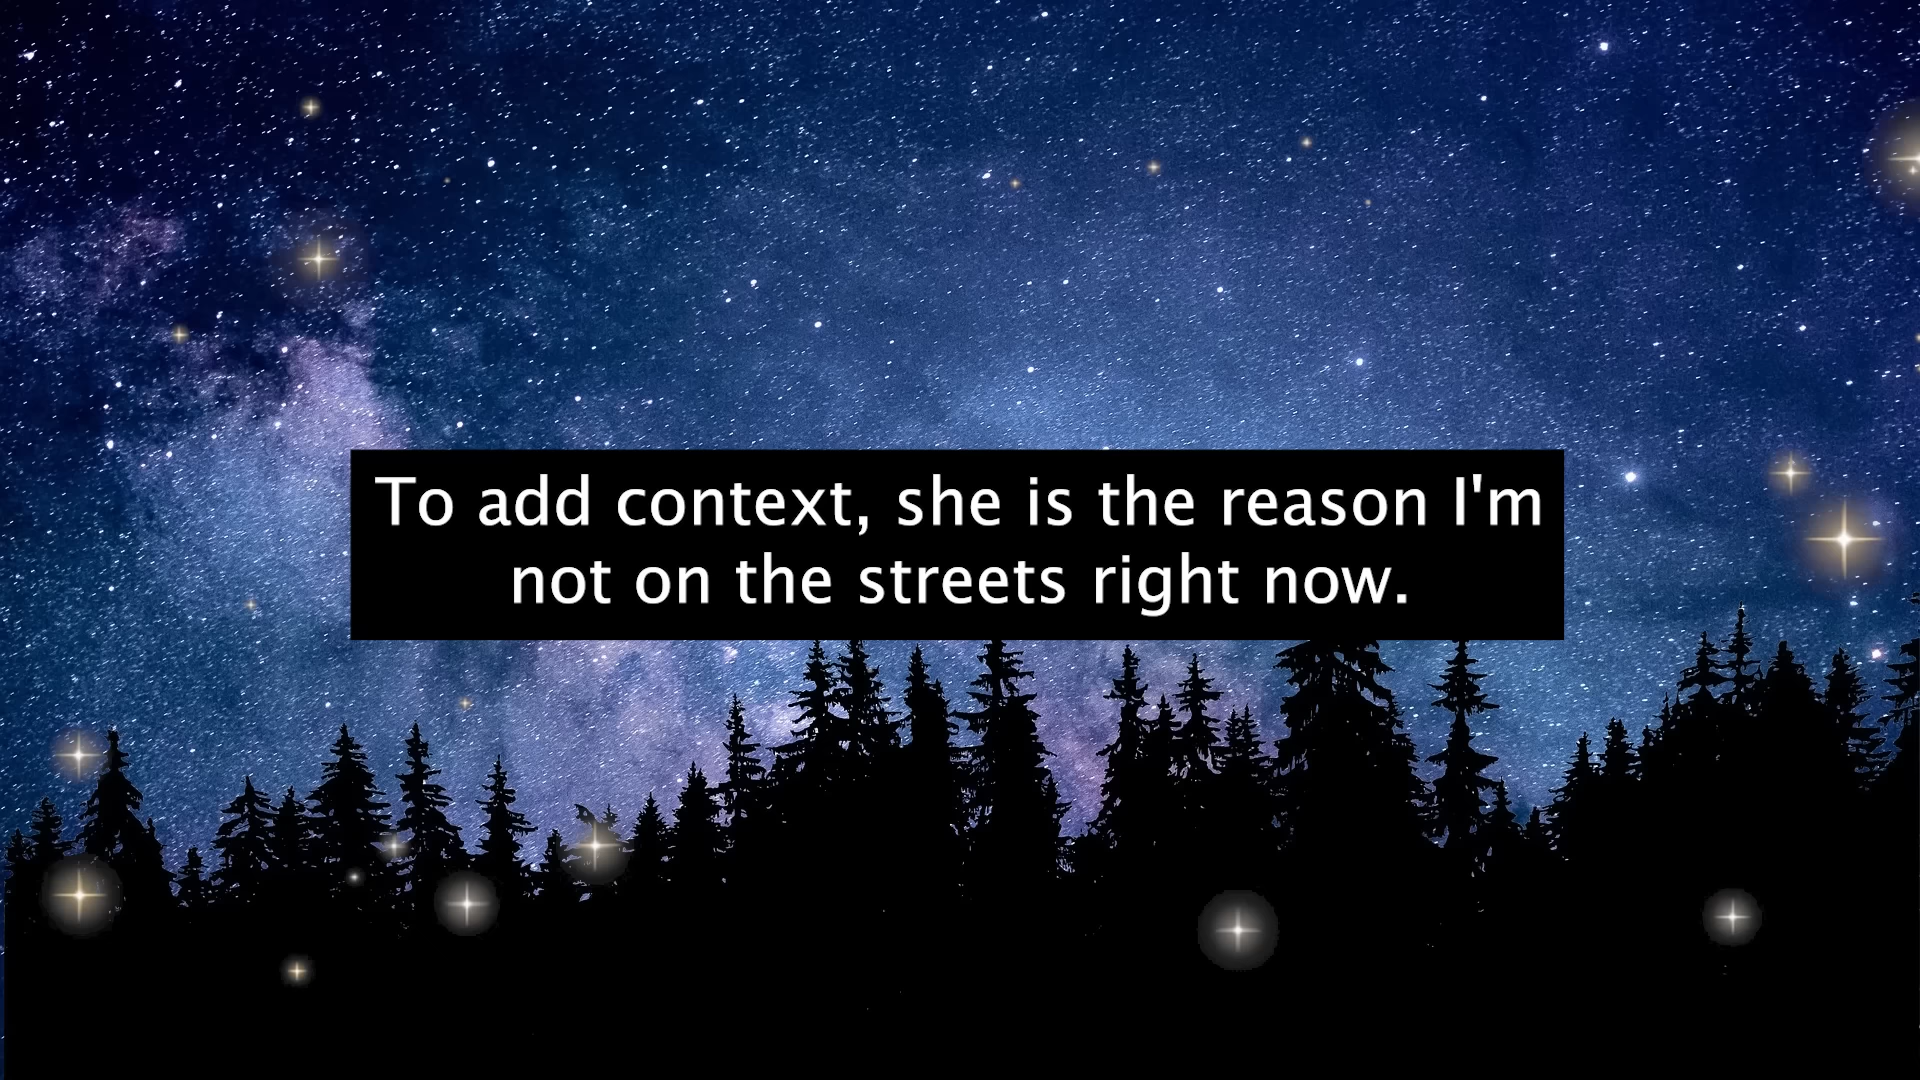 To add context, she is the reason I'm
not on the streets right now.